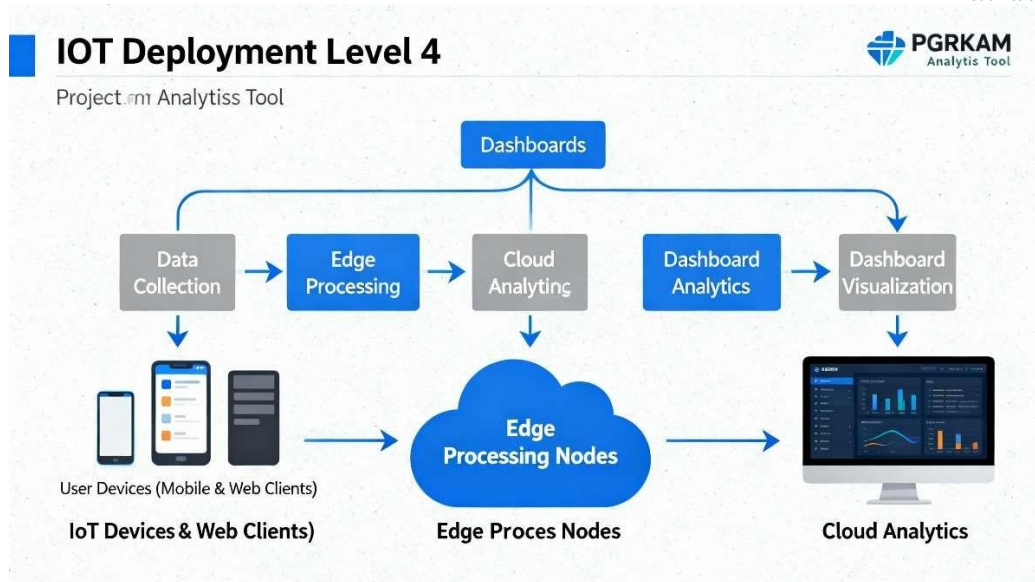 IOT Deployment Level 4
PGRKAM
Analytis Tool
Analytiss Tool
Dashboards
Data
Collection
Edge
Processing
Cloud
Dashboard
Analytics
Dashboard
Visualization
Edge
Processing Nodes
User Devices (Mobile & Web Clients)
IoT Devices & Web Clients)
Edge Proces Nodes
Cloud Analytics